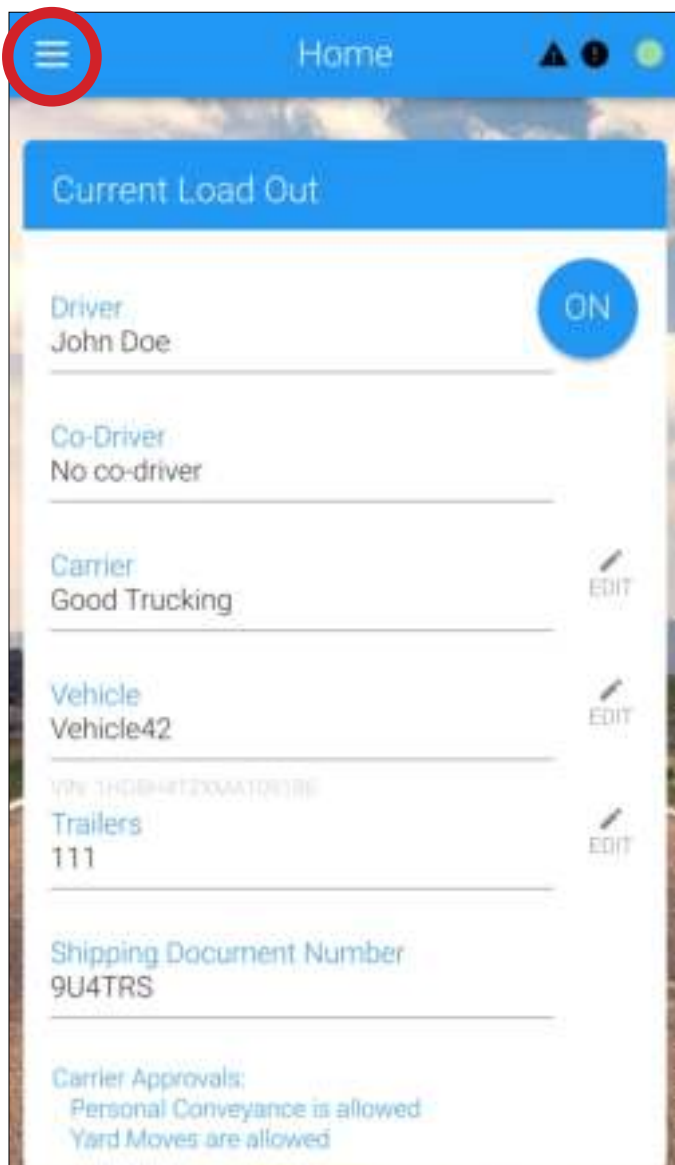 Home
Current Load Out
Driver
ON
John Doe
Co-Driver
No co-driver
Carrier
EDIT
Good Trucking
Vehicle
EDIT
Vehicle42
VIN:
Trailers
EDIT
111
Shipping Document Number
9U4TRS
Carrier Approvals:
Personal Conveyance is allowed
Yard Moves are allowed